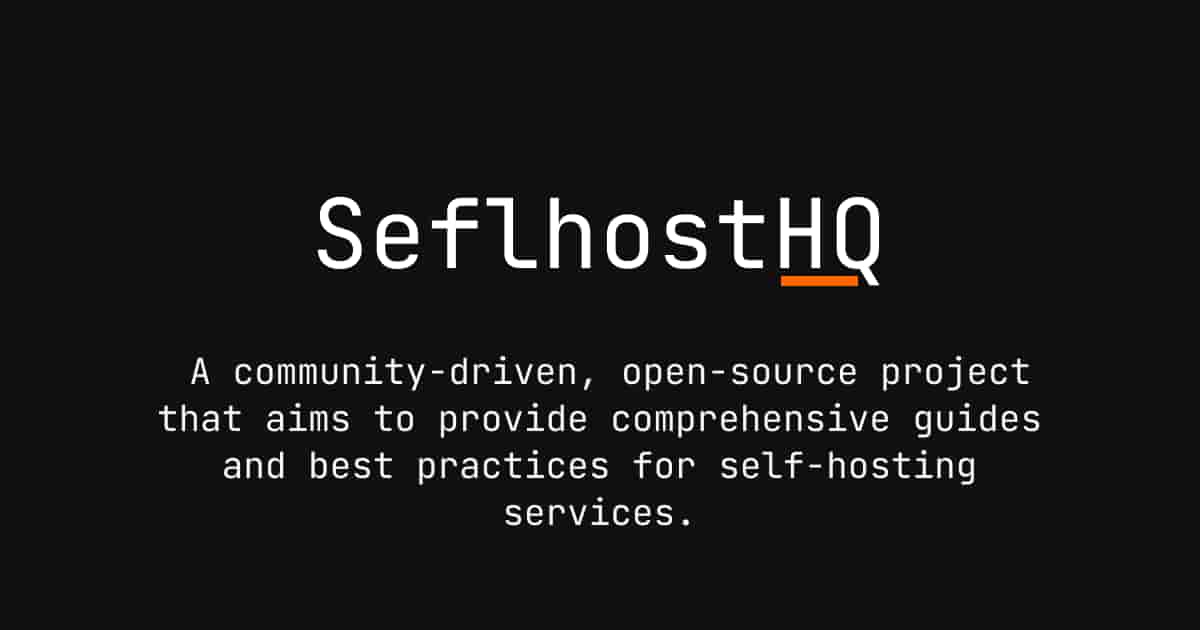 SeflhostHQ
A community-driven, open-source project
that aims to provide comprehensive guides
and best practices for self-hosting
services.